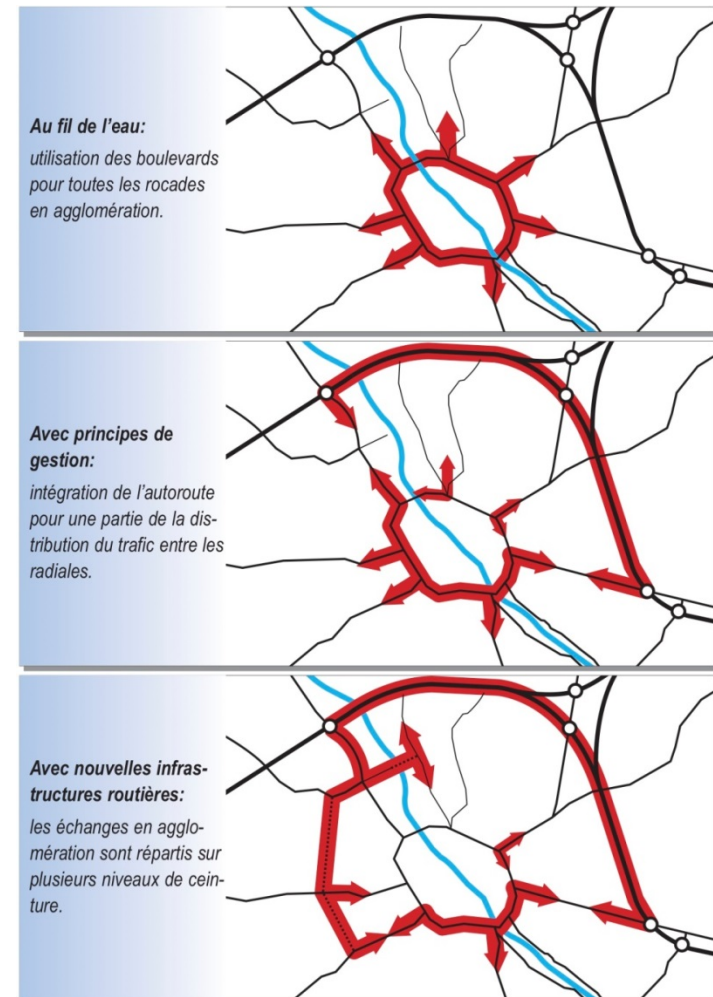 Au fil de l'eau:
utilisation des boulevards
pour toutes les rocades
en agglomération.
Avec principes de
gestion:
intégration de l'autoroute
pour une partie de la dis-
tribution du trafic entre les
radiales.
Avec nouvelles infras-
tructures routières:
les échanges en agglo-
mération sont répartis sur
plusieurs niveaux de cein-
ture.